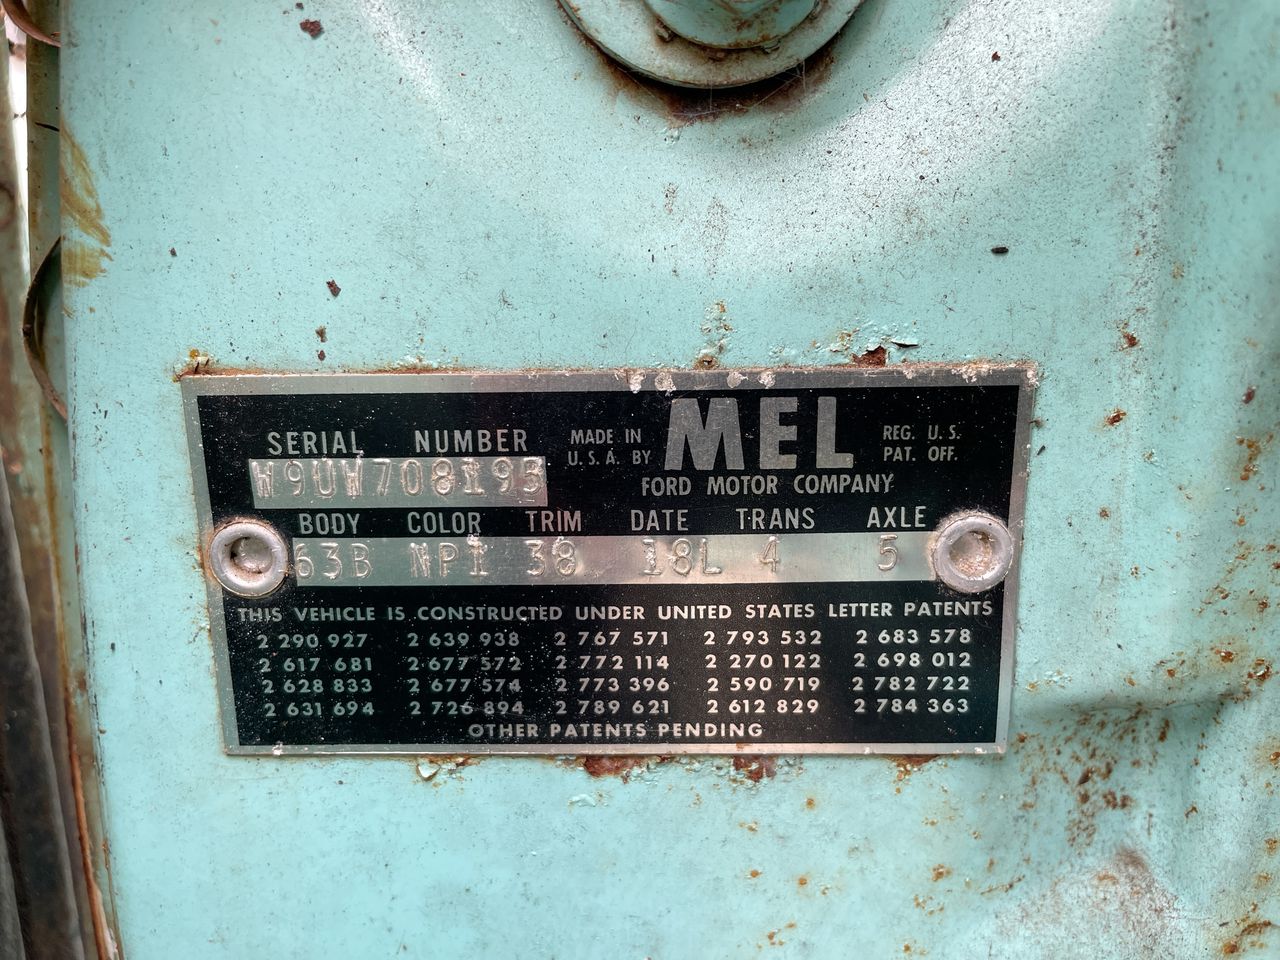 SERIAL NUMBER
W9UW708193
MADE IN U.S.A. BY
MEL
REG. U.S. PAT. OFF.
FORD MOTOR COMPANY
BODY COLOR TRIM DATE TRANS AXLE
63B NP1 38 18L 4 5
THIS VEHICLE IS CONSTRUCTED UNDER UNITED STATES LETTER PATENTS
2 290 927 2 639 938 2 767 571 2 793 532 2 683 578
2 617 681 2 677 572 2 772 114 2 270 122 2 698 012
2 628 833 2 677 574 2 773 396 2 590 719 2 782 722
2 631 694 2 726 894 2 789 621 2 612 829 2 784 363
OTHER PATENTS PENDING